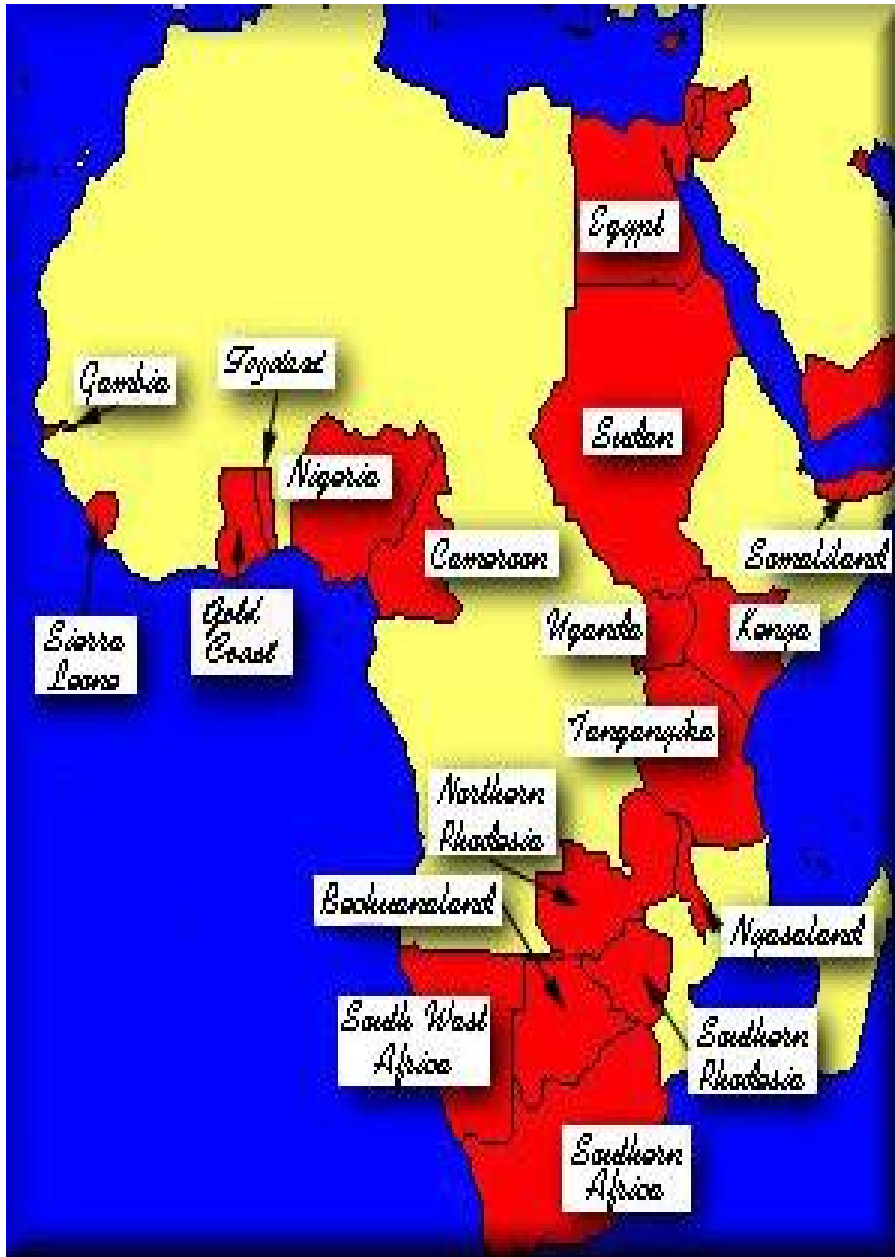 Egypt
Gambia
Togoland
Sudan
Nigeria
Cameroon
Somaliland
Sierra
Leone
Gold
Coast
Uganda
Kenya
Tanganyika
Northern
Rhodesia
Bechuanaland
Nyasaland
South West
Africa
Southern
Rhodesia
Southern
Africa